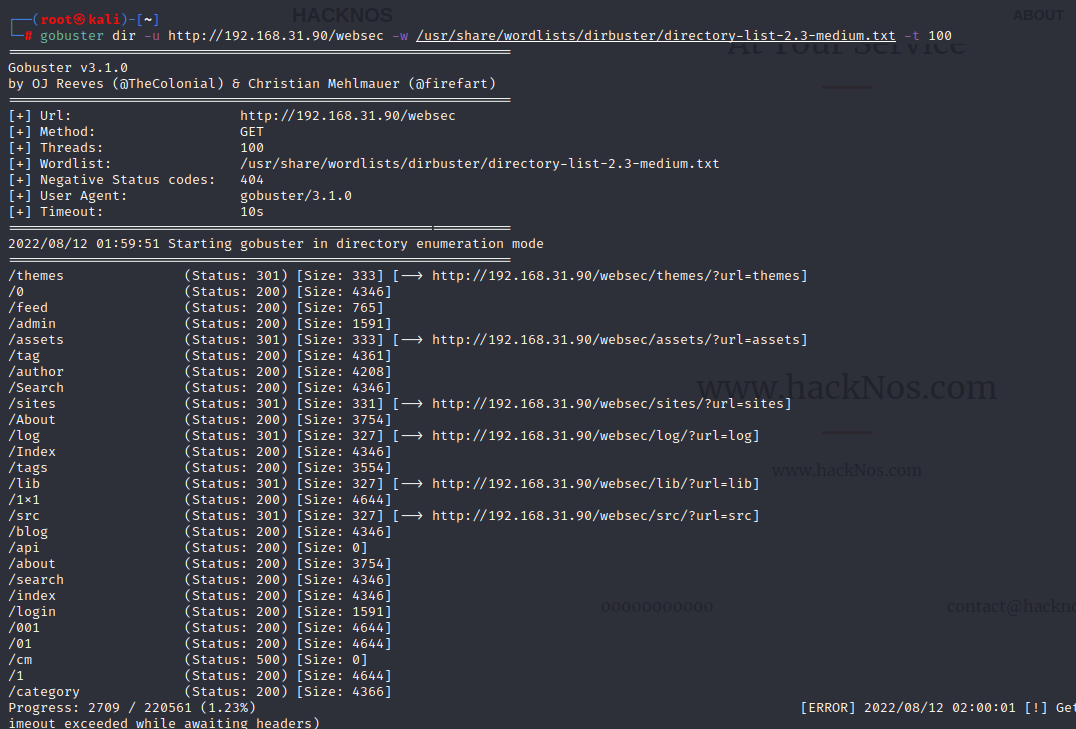 HACKNOS
ABOUT
At Your Service
┌──(root㉿kali)-[~]
└─# gobuster dir -u http://192.168.31.90/websec -w /usr/share/wordlists/dirbuster/directory-list-2.3-medium.txt -t 100
===============================================================
Gobuster v3.1.0
by OJ Reeves (@TheColonial) & Christian Mehlmauer (@firefart)
===============================================================
[+] Url: http://192.168.31.90/websec
[+] Method: GET
[+] Threads: 100
[+] Wordlist: /usr/share/wordlists/dirbuster/directory-list-2.3-medium.txt
[+] Negative Status codes: 404
[+] User Agent: gobuster/3.1.0
[+] Timeout: 10s
===============================================================
2022/08/12 01:59:51 Starting gobuster in directory enumeration mode
===============================================================
/themes (Status: 301) [Size: 333] [--> http://192.168.31.90/websec/themes/?url=themes]
/0 (Status: 200) [Size: 4346]
/feed (Status: 200) [Size: 765]
/admin (Status: 200) [Size: 1591]
/assets (Status: 301) [Size: 333] [--> http://192.168.31.90/websec/assets/?url=assets]
/tag (Status: 200) [Size: 4361]
/author (Status: 200) [Size: 4208]
/Search (Status: 200) [Size: 4346]
www.hackNos.com
/sites (Status: 301) [Size: 331] [--> http://192.168.31.90/websec/sites/?url=sites]
/About (Status: 200) [Size: 3754]
/log (Status: 301) [Size: 327] [--> http://192.168.31.90/websec/log/?url=log]
/Index (Status: 200) [Size: 4346]
/tags (Status: 200) [Size: 3554]
www.hackNos.com
/lib (Status: 301) [Size: 327] [--> http://192.168.31.90/websec/lib/?url=lib]
/1x1 (Status: 200) [Size: 4644]
/src (Status: 301) [Size: 327] [--> http://192.168.31.90/websec/src/?url=src]
/blog (Status: 200) [Size: 4346]
/api (Status: 200) [Size: 0]
/about (Status: 200) [Size: 3754]
/search (Status: 200) [Size: 4346]
/index (Status: 200) [Size: 4346]
/login (Status: 200) [Size: 1591]
00000000000
contact@hackno
/001 (Status: 200) [Size: 4644]
/01 (Status: 200) [Size: 4644]
/cm (Status: 500) [Size: 0]
/1 (Status: 200) [Size: 4644]
/category (Status: 200) [Size: 4366]
Progress: 2709 / 220561 (1.23%) [ERROR] 2022/08/12 02:00:01 [!] Get
imeout exceeded while awaiting headers)